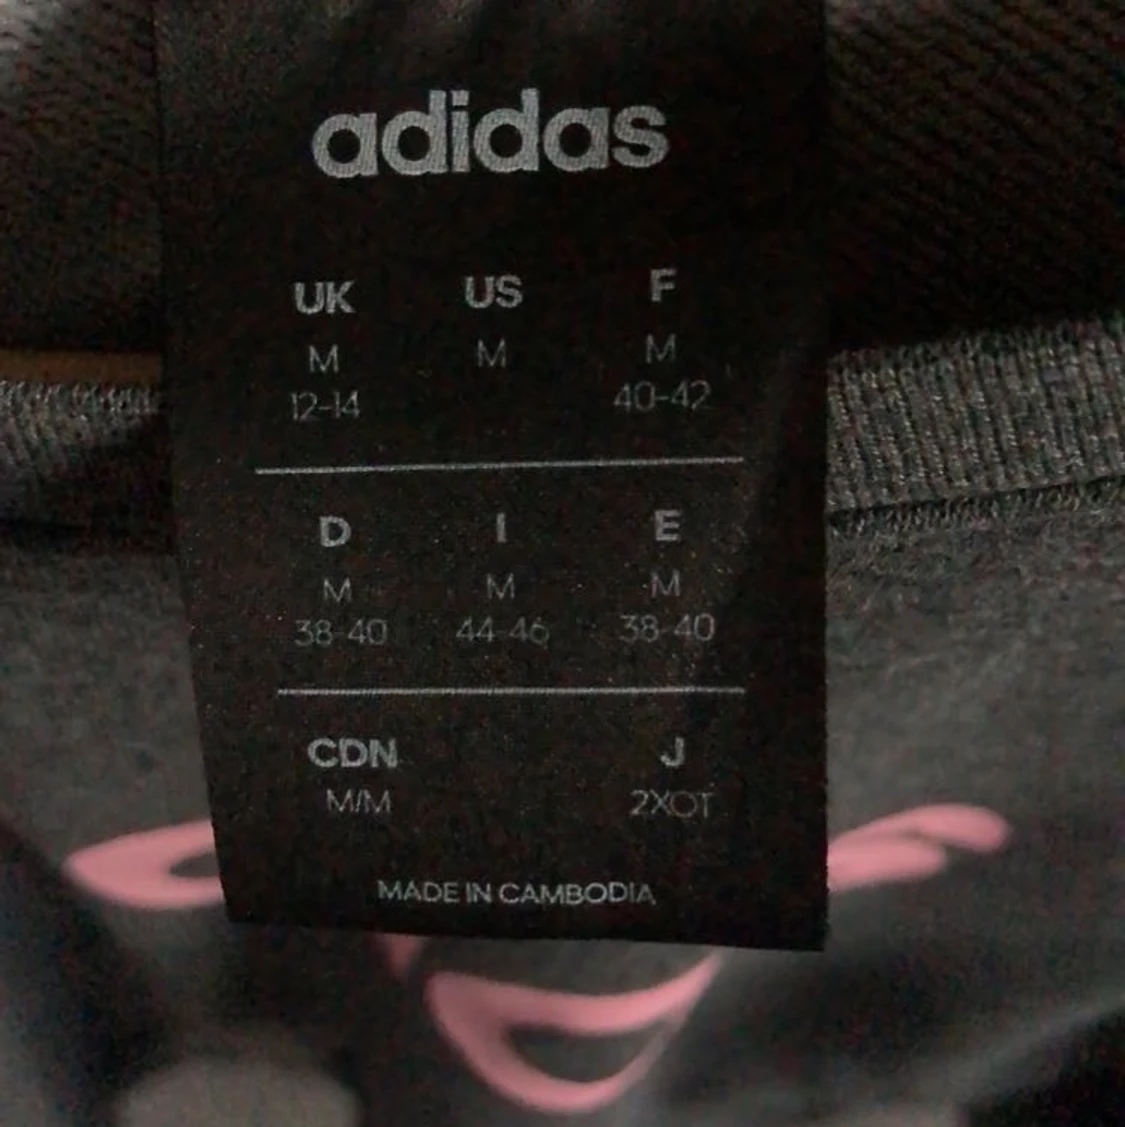 adidas
UK US F
M M M
12-14 40-42
D I E
M M M
38-40 44-46 38-40
CDN J
M/M 2XOT
MADE IN CAMBODIA